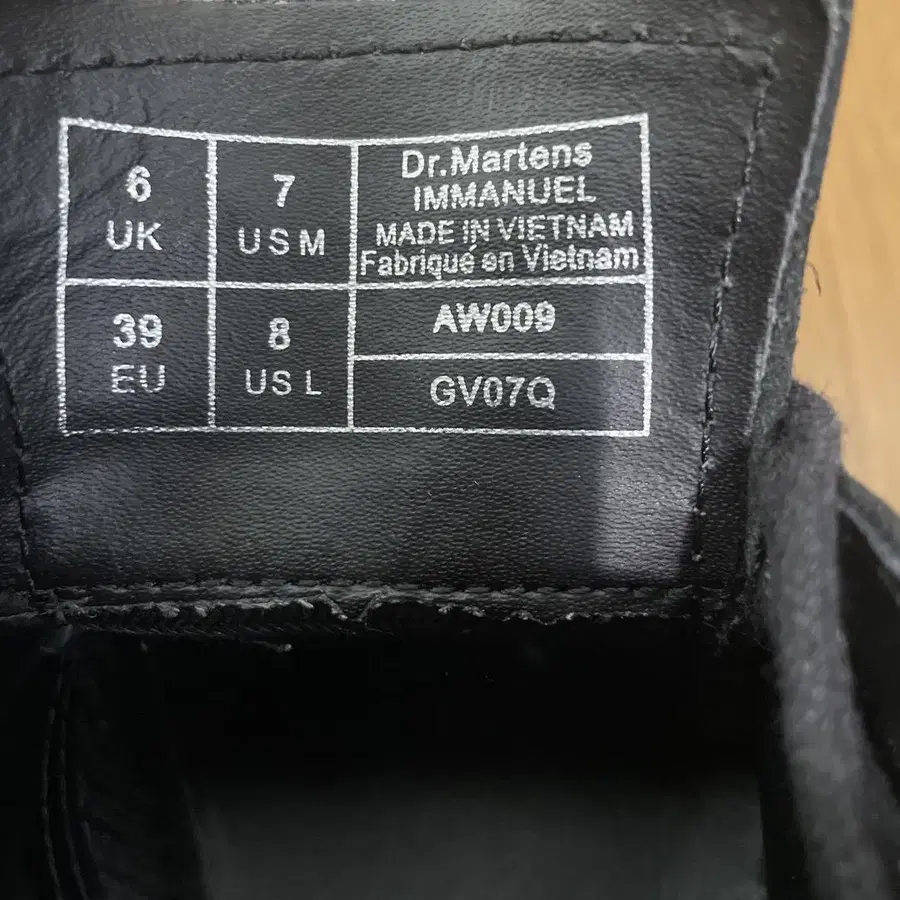 6
UK
7
US M
Dr.Martens
IMMANUEL
MADE IN VIETNAM
Fabriqué en Vietnam
39
EU
8
US L
AW009
GV07Q